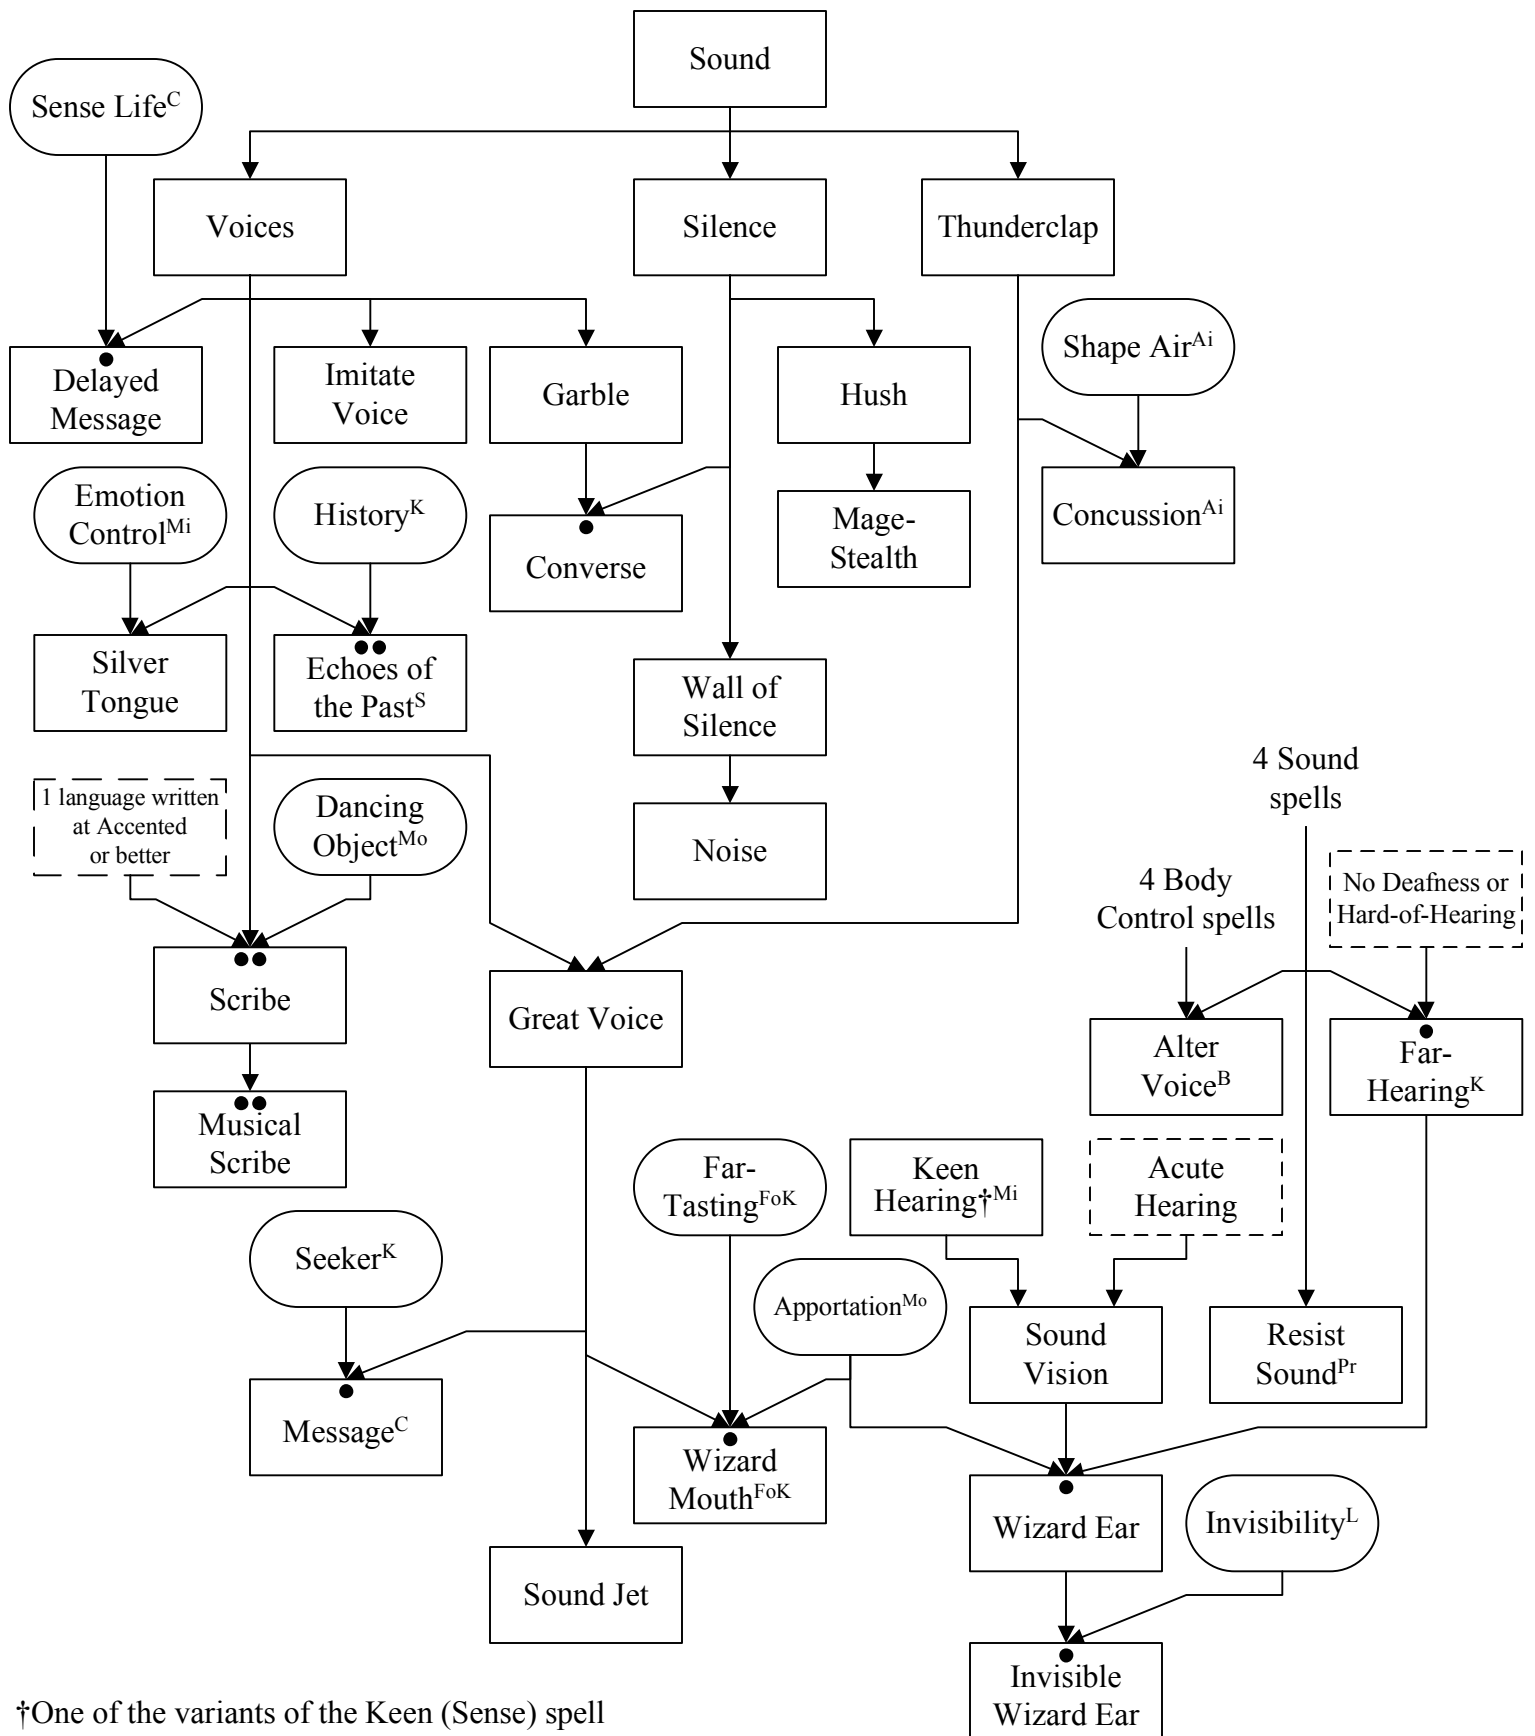 Sound
Sense Life^C
Voices
Silence
Thunderclap
Delayed
Message
Imitate
Voice
Garble
Hush
Shape Air^Ai
Emotion
Control^Mi
History^K
Converse
Mage-
Stealth
Concussion^Ai
Silver
Tongue
Echoes of
the Past^S
Wall of
Silence
4 Sound
spells
1 language written
at Accented
or better
Dancing
Object^Mo
Noise
4 Body
Control spells
No Deafness or
Hard-of-Hearing
Scribe
Great Voice
Alter
Voice^B
Far-
Hearing^K
Musical
Scribe
Far-
Tasting^FoK
Keen
Hearing†^Mi
Acute
Hearing
Seeker^K
Apportation^Mo
Sound
Vision
Resist
Sound^Pr
Message^C
Wizard
Mouth^FoK
Wizard Ear
Invisibility^L
Sound Jet
Invisible
Wizard Ear
†One of the variants of the Keen (Sense) spell